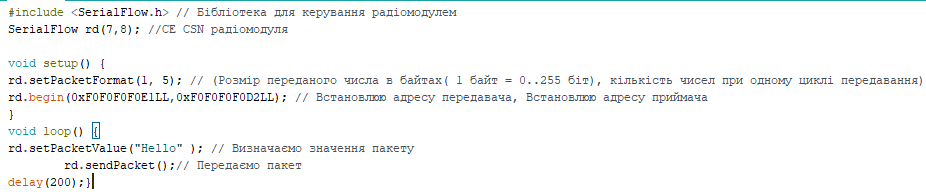 #include <SerialFlow.h> // Бібліотека для керування радіомодулем
SerialFlow rd(7,8); //CE CSN радіомодуля
void setup() {
rd.setPacketFormat(1, 5); // (Розмір переданого числа в байтах( 1 байт = 0..255 біт), кількість чисел при одному циклі передавання)
rd.begin(0xF0F0F0F0E1LL,0xF0F0F0F0D2LL); // Встановлюю адресу передавача, Встановлюю адресу приймача
}
void loop() {
rd.setPacketValue("Hello" ); // Визначаємо значення пакету
rd.sendPacket();// Передаємо пакет
delay(200);}